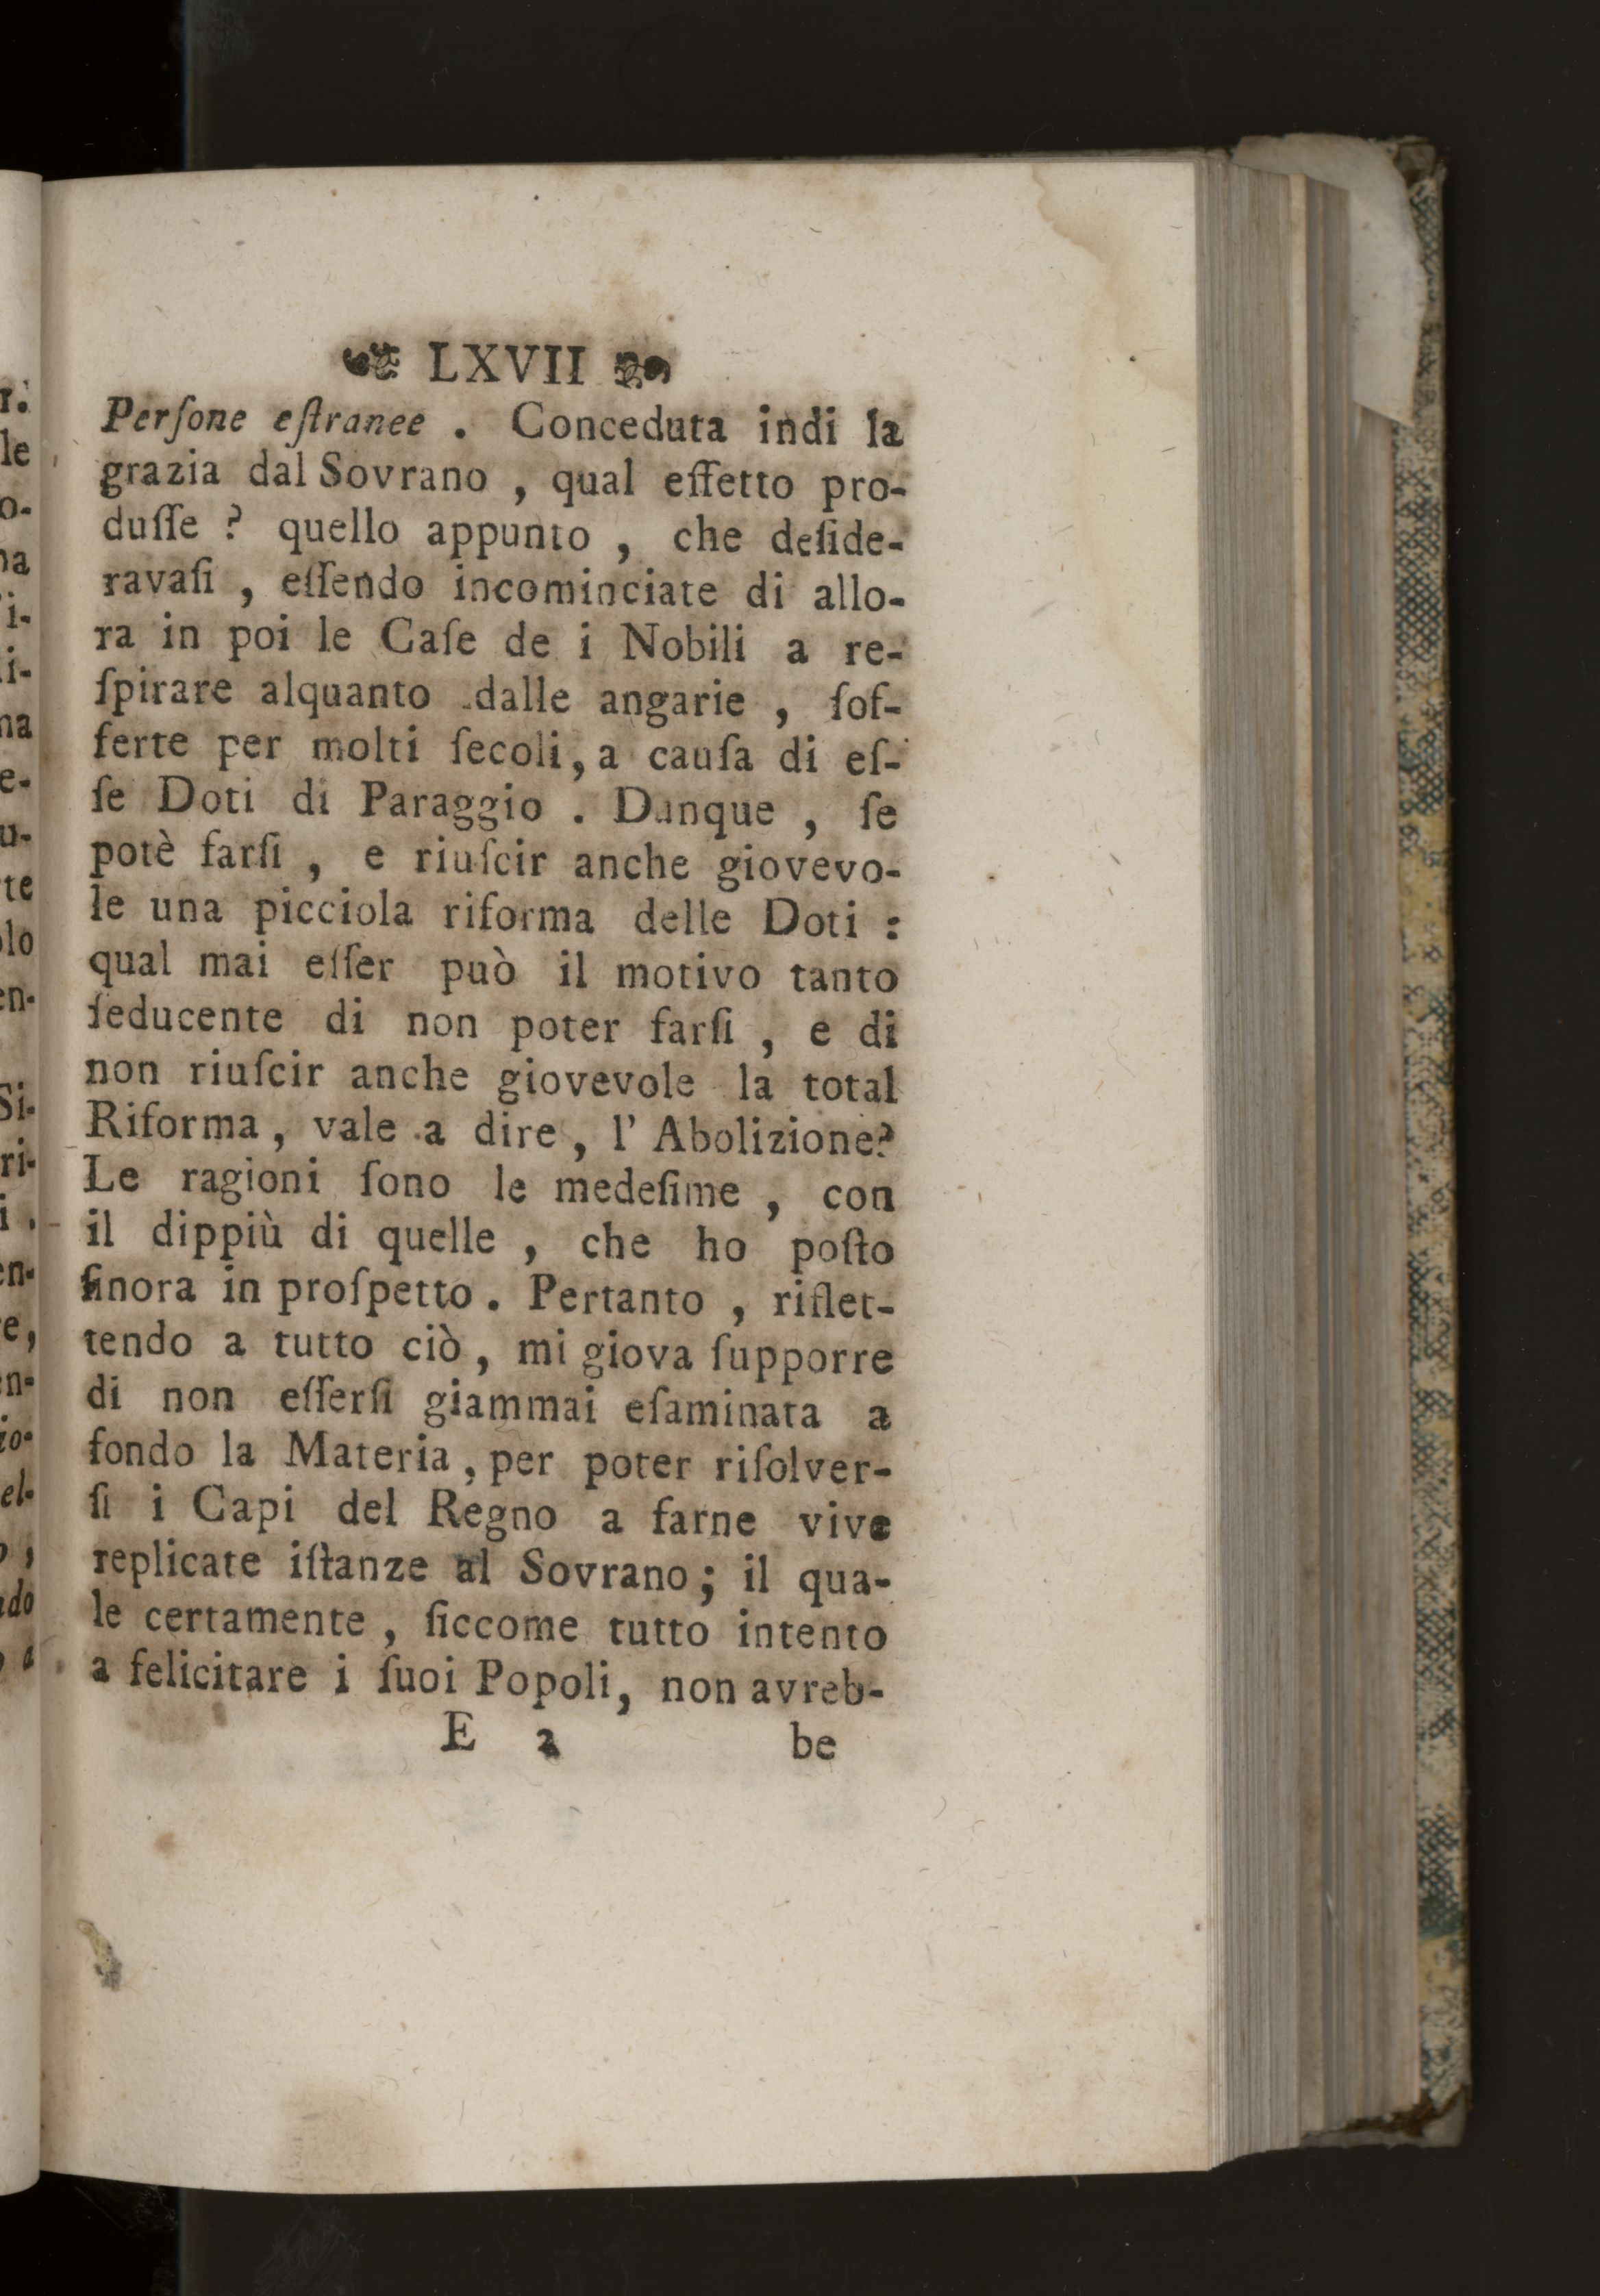 LXVII
Perſone eſtranee . Conceduta indi la
grazia dal Sovrano , qual effetto pro-
duſſe ? quello appunto , che deſide-
ravaſi , eſſendo incominciate di allo-
ra in poi le Caſe de i Nobili a re-
ſpirare alquanto dalle angarie , ſof-
ferte per molti ſecoli, a cauſa di eſ-
ſe Doti di Paraggio . Dunque , ſe
potè farſi , e riuſcir anche giovevo-
le una picciola riforma delle Doti :
qual mai eſſer può il motivo tanto
ſeducente di non poter farſi , e di
non riuſcir anche giovevole la total
Riforma, vale a dire, l' Abolizione?
Le ragioni ſono le medeſime , con
il dippiù di quelle , che ho poſto
finora in proſpetto . Pertanto , riflet-
tendo a tutto ciò, mi giova ſupporre
di non eſſerſi giammai eſaminata a
fondo la Materia, per poter riſolver-
ſi i Capi del Regno a farne vive
replicate iſtanze al Sovrano; il qua-
le certamente , ſiccome tutto intento
a felicitare i ſuoi Popoli, non avreb-
E 2 be